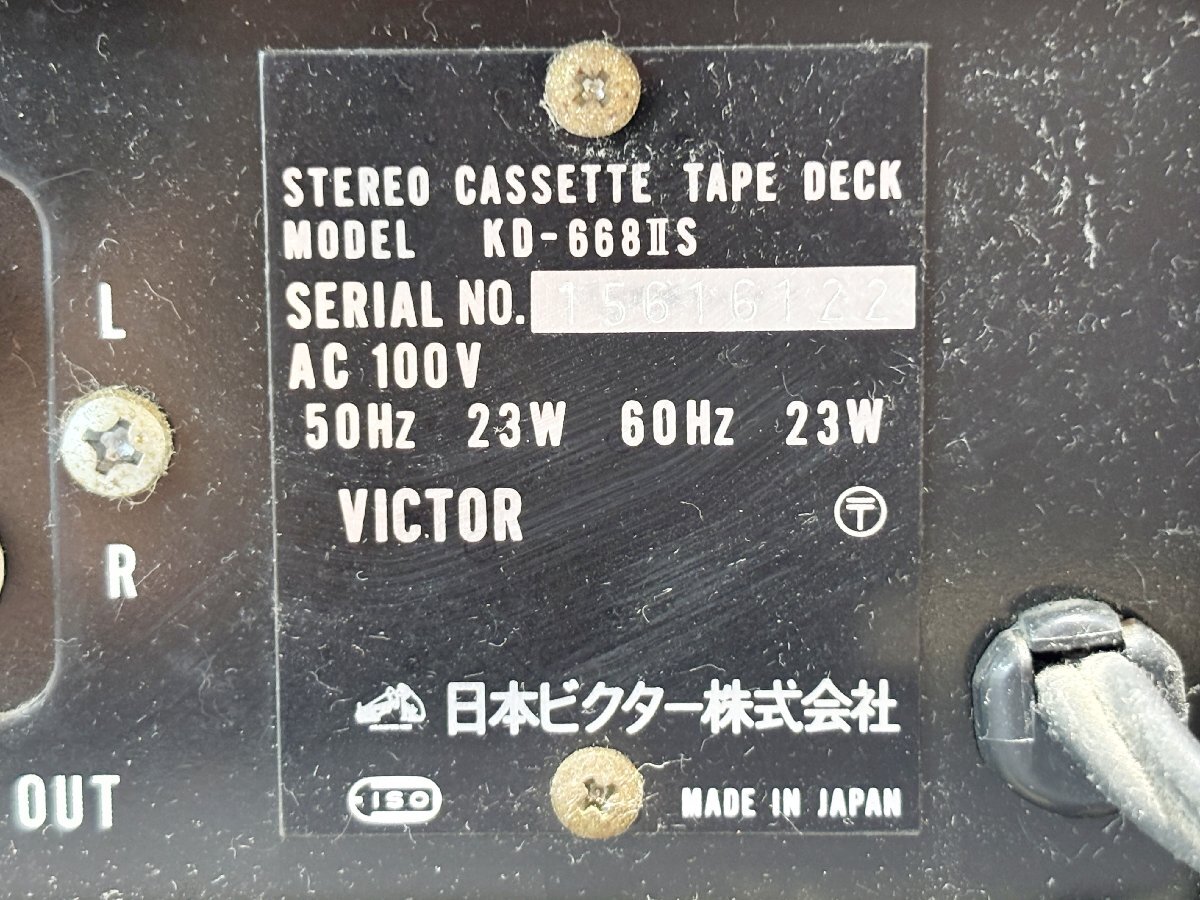 STEREO CASSETTE TAPE DECK
MODEL KD-668ⅡS
SERIAL NO. 15616122
AC 100V
50Hz 23W 60Hz 23W
VICTOR 〶
日本ビクター株式会社
ISO MADE IN JAPAN
L
R
OUT